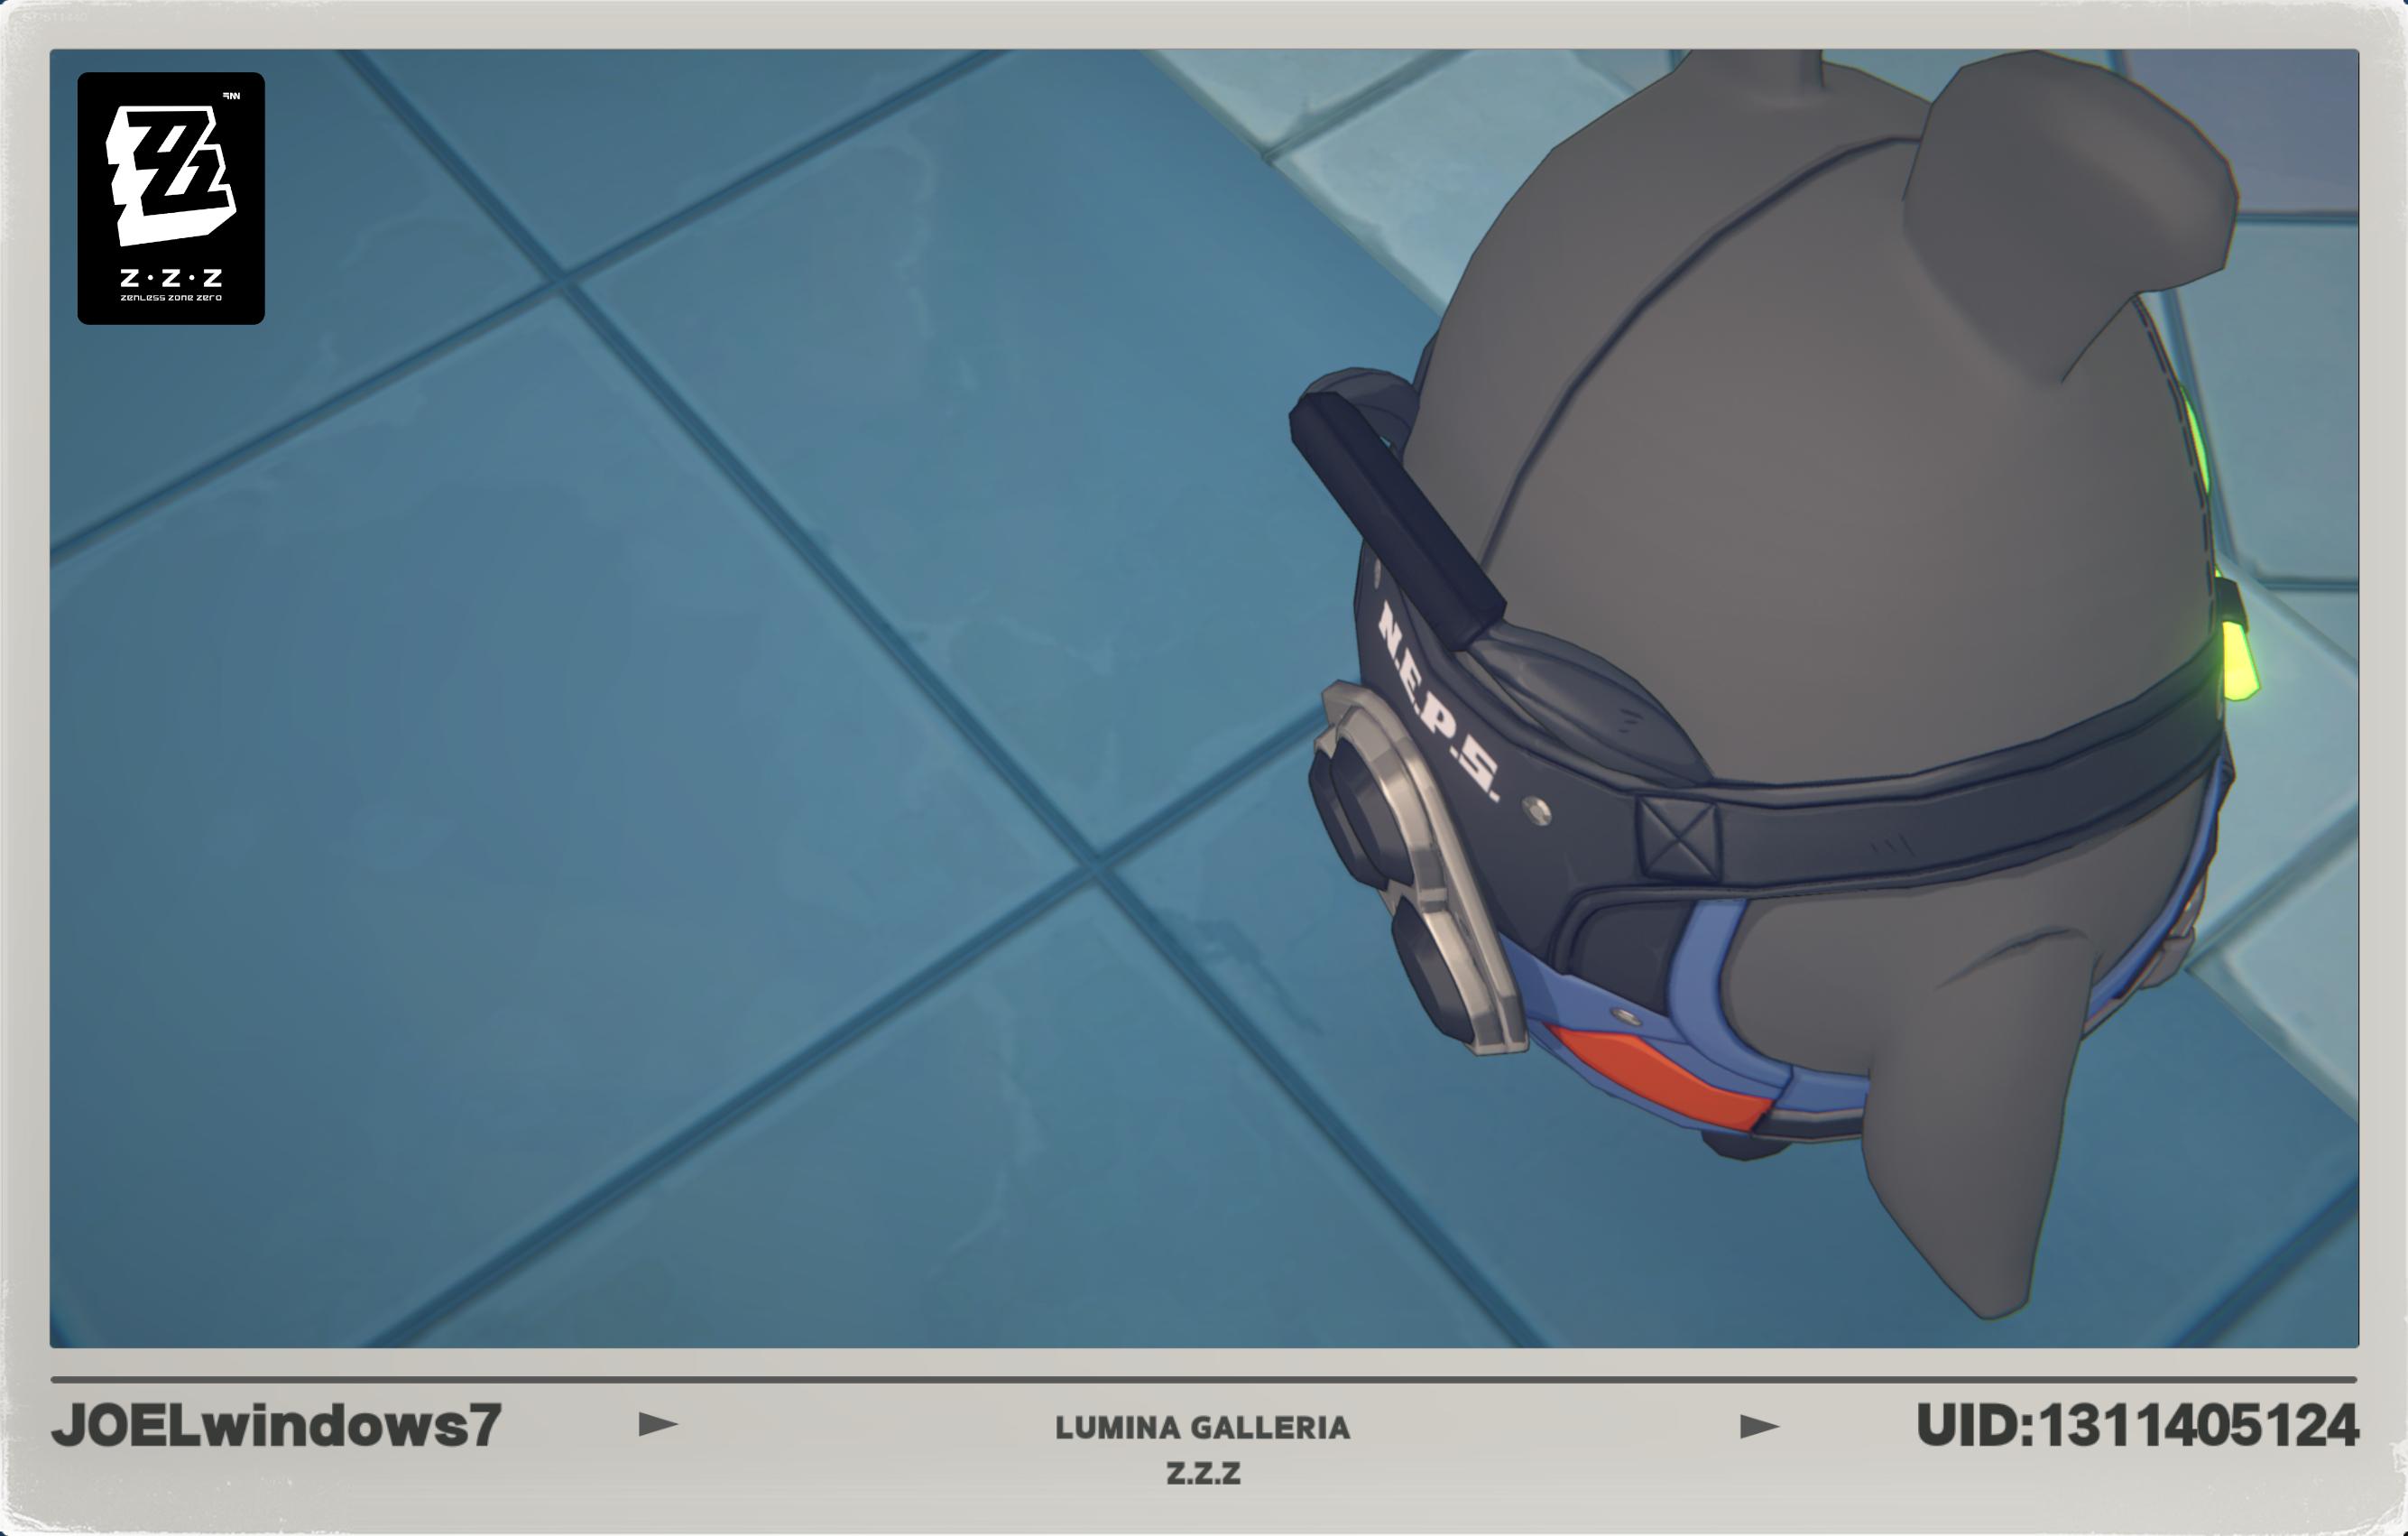 Z·Z·Z
ZENLESS ZONE ZERO
N.E.P.S.
JOELwindows7
LUMINA GALLERIA
UID:1311405124
Z.Z.Z